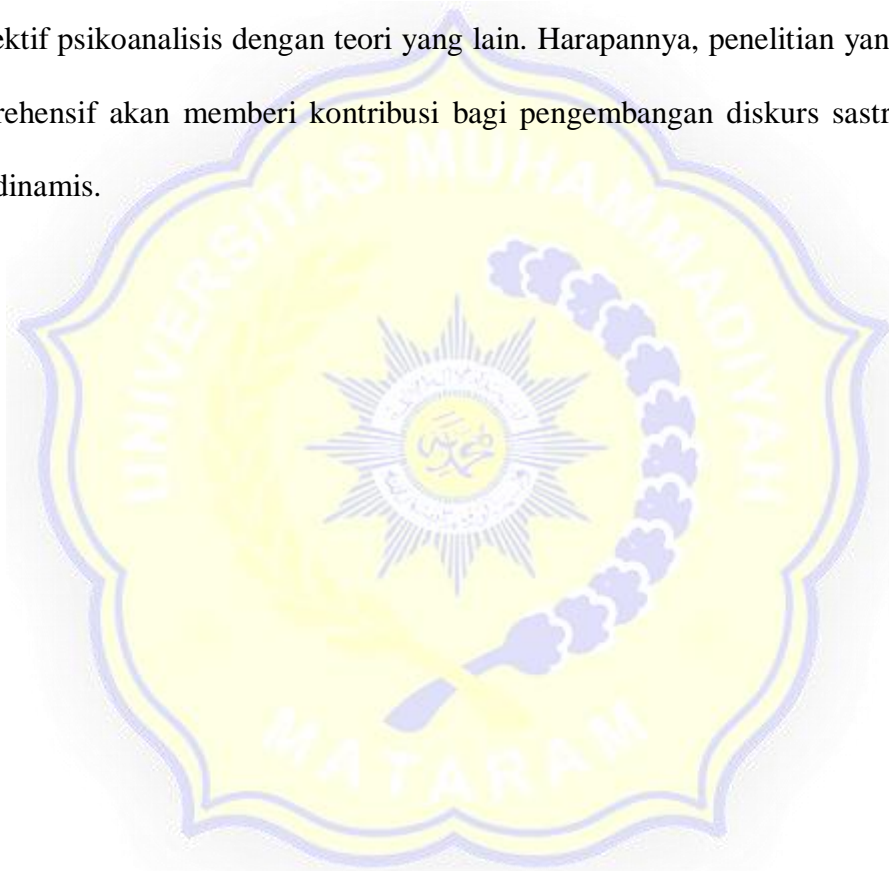 ektif psikoanalisis dengan teori yang lain. Harapannya, penelitian yan
rehensif akan memberi kontribusi bagi pengembangan diskurs sastr
dinamis.
UNIVERSITAS MUHAMMADIYAH
MATARAM